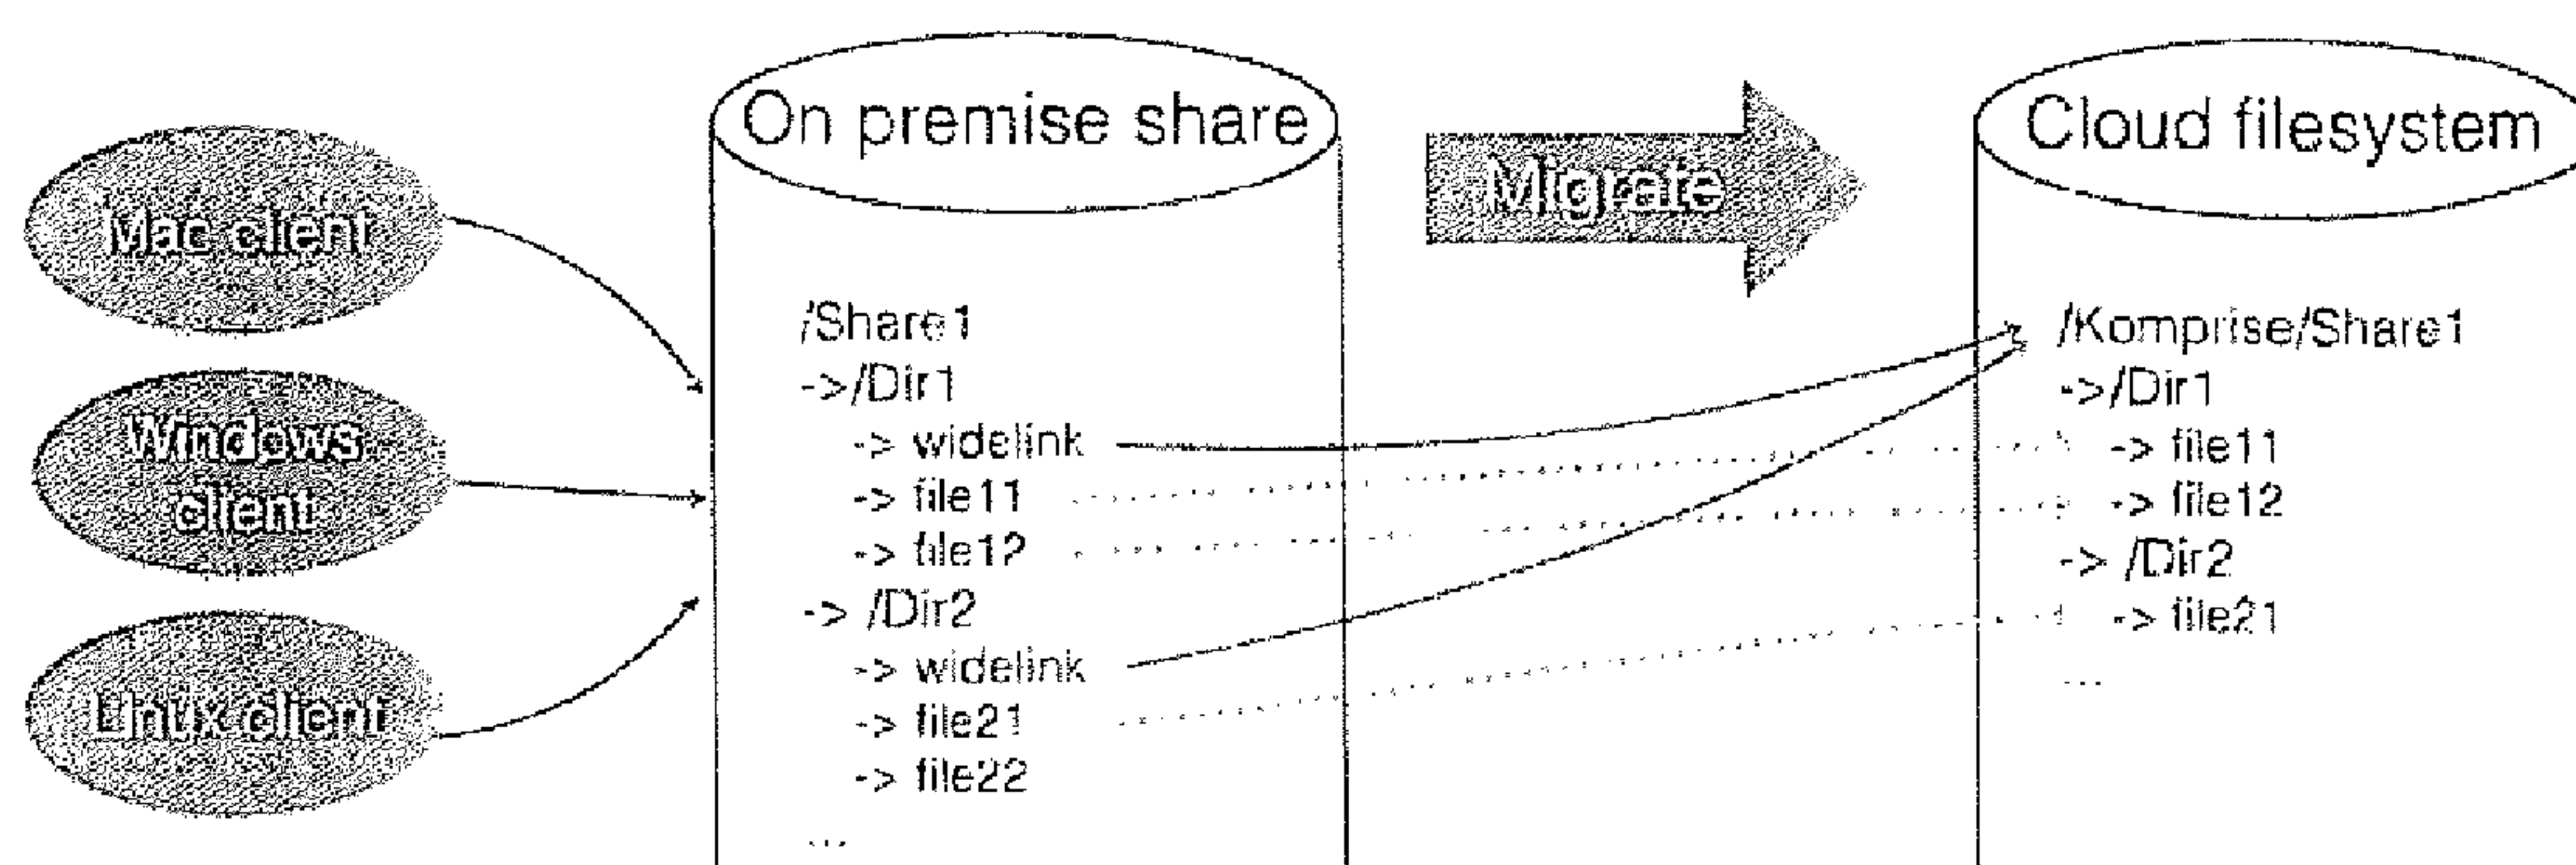 Mac client
Windows
client
Linux client
On premise share
/Share1
->/Dir1
-> widelink
-> file11
-> file12
-> /Dir2
-> widelink
-> file21
-> file22
...
Migrate
Cloud filesystem
/Komprise/Share1
->/Dir1
-> file11
-> file12
-> /Dir2
-> file21
...